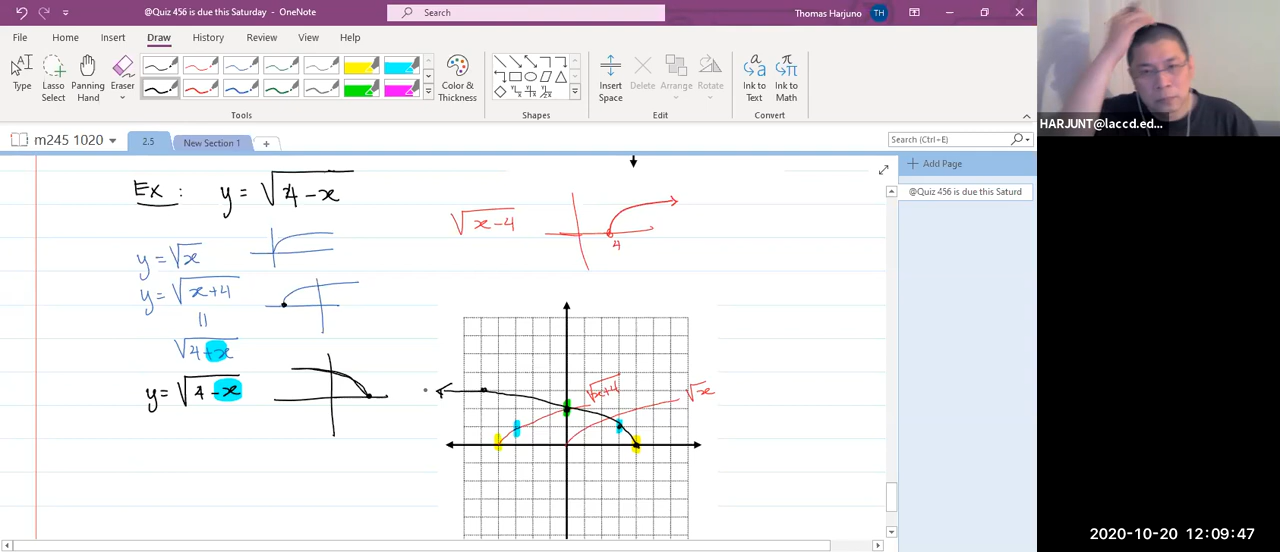 @Quiz 456 is due this Saturday - OneNote
Search
Thomas Harjuno TH
File Home Insert Draw History Review View Help
Type
Lasso Select
Panning Hand
Eraser
Color & Thickness
Insert Space
Delete
Arrange
Rotate
Ink to Text
Ink to Math
Tools
Shapes
Edit
Convert
m245 1020
2.5
New Section 1
Search (Ctrl+E)
Add Page
@Quiz 456 is due this Saturd
HARJUNT@laccd.ed...
Ex : y = √(4-x)
√(x-4)
4
y = √x
y = √(x+4)
=
√(4+x)
y = √(4-x)
√(x+4)
√x
2020-10-20 12:09:47